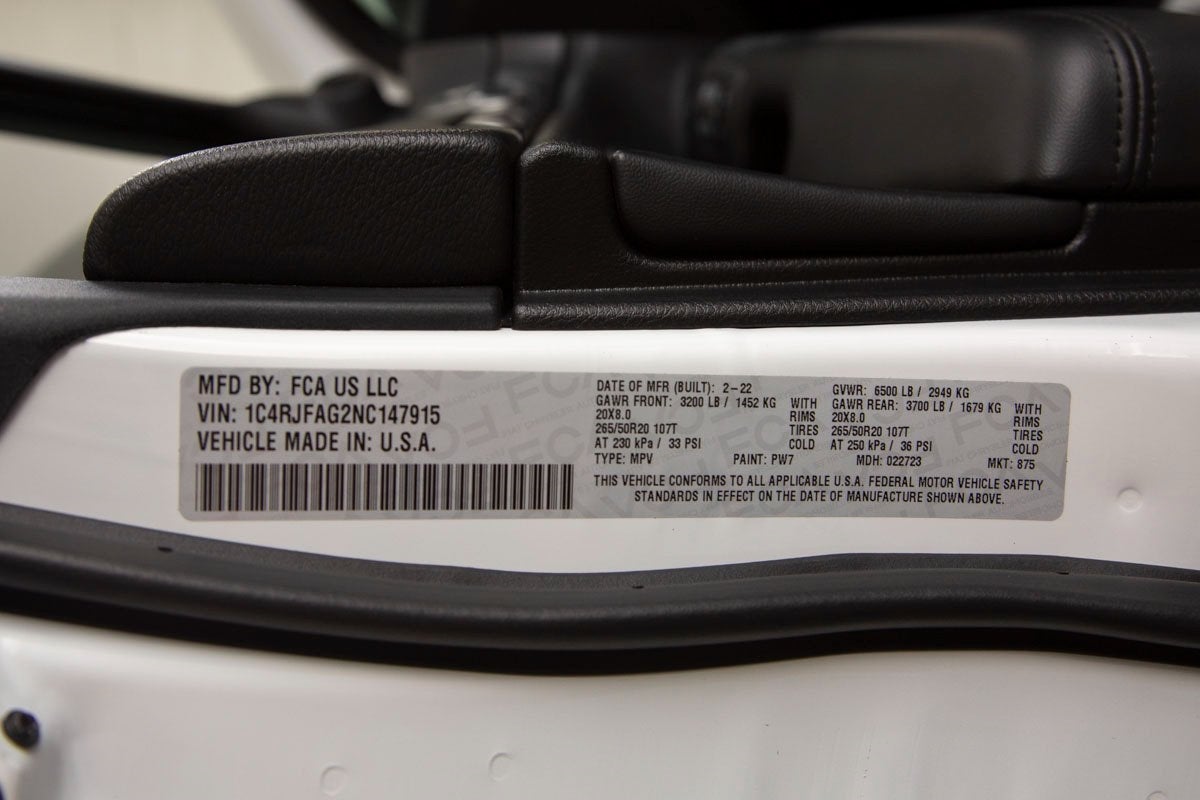 MFD BY: FCA US LLC
VIN: 1C4RJFAG2NC147915
VEHICLE MADE IN: U.S.A.
DATE OF MFR (BUILT): 2-22
GAWR FRONT: 3200 LB / 1452 KG WITH
20X8.0 RIMS
265/50R20 107T TIRES
AT 230 kPa / 33 PSI COLD
GVWR: 6500 LB / 2949 KG
GAWR REAR: 3700 LB / 1679 KG WITH
20X8.0 RIMS
265/50R20 107T TIRES
AT 250 kPa / 36 PSI COLD
TYPE: MPV PAINT: PW7 MDH: 022723 MKT: 875
THIS VEHICLE CONFORMS TO ALL APPLICABLE U.S.A. FEDERAL MOTOR VEHICLE SAFETY
STANDARDS IN EFFECT ON THE DATE OF MANUFACTURE SHOWN ABOVE.